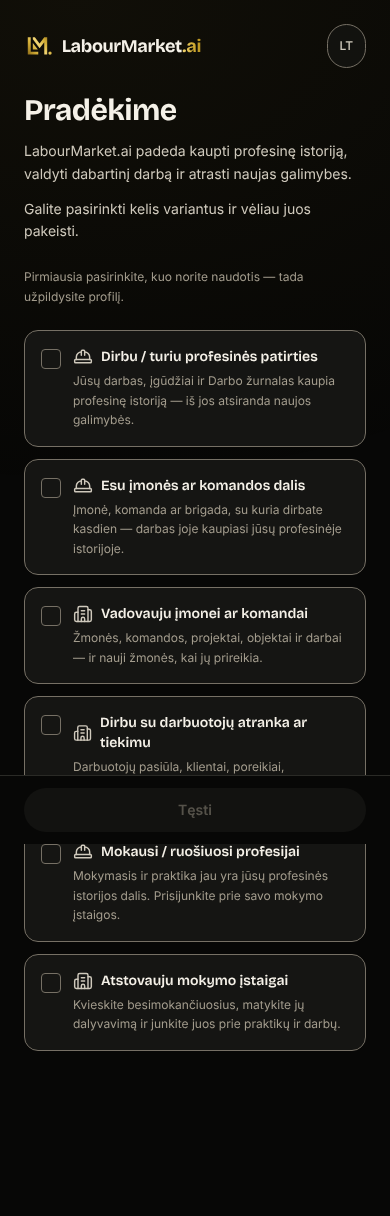 LabourMarket.ai
LT
Pradėkime
LabourMarket.ai padeda kaupti profesinę istoriją,
valdyti dabartinį darbą ir atrasti naujas galimybes.
Galite pasirinkti kelis variantus ir vėliau juos
pakeisti.
Pirmiausia pasirinkite, kuo norite naudotis — tada
užpildysite profilį.
Dirbu / turiu profesinės patirties
Jūsų darbas, įgūdžiai ir Darbo žurnalas kaupia
profesinę istoriją — iš jos atsiranda naujos
galimybės.
Esu įmonės ar komandos dalis
Įmonė, komanda ar brigada, su kuria dirbate
kasdien — darbas joje kaupiasi jūsų profesinėje
istorijoje.
Vadovauju įmonei ar komandai
Žmonės, komandos, projektai, objektai ir darbai
— ir nauji žmonės, kai jų prireikia.
Dirbu su darbuotojų atranka ar
tiekimu
Darbuotojų pasiūla, klientai, poreikiai,
Tęsti
Mokausi / ruošiuosi profesijai
Mokymasis ir praktika jau yra jūsų profesinės
istorijos dalis. Prisijunkite prie savo mokymo
įstaigos.
Atstovauju mokymo įstaigai
Kvieskite besimokančiuosius, matykite jų
dalyvavimą ir junkite juos prie praktikų ir darbų.